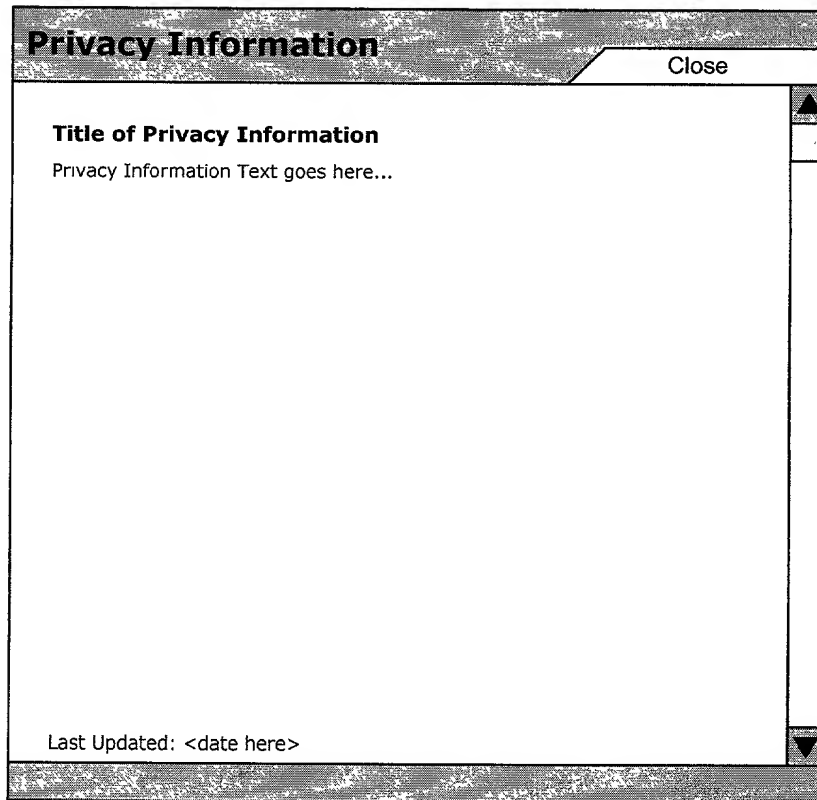 Privacy Information
Close
Title of Privacy Information
Privacy Information Text goes here...
Last Updated: <date here>